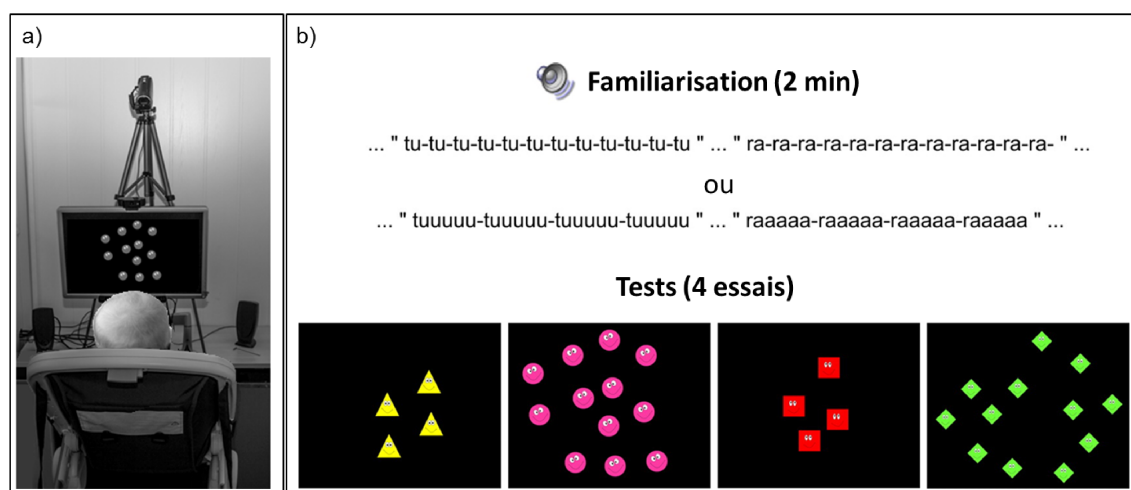 a)
b)
Familiarisation (2 min)
... " tu-tu-tu-tu-tu-tu-tu-tu-tu-tu-tu-tu " ... " ra-ra-ra-ra-ra-ra-ra-ra-ra-ra-ra-ra- " ...
ou
... " tuuuuu-tuuuuu-tuuuuu-tuuuuu " ... " raaaaa-raaaaa-raaaaa-raaaaa " ...
Tests (4 essais)